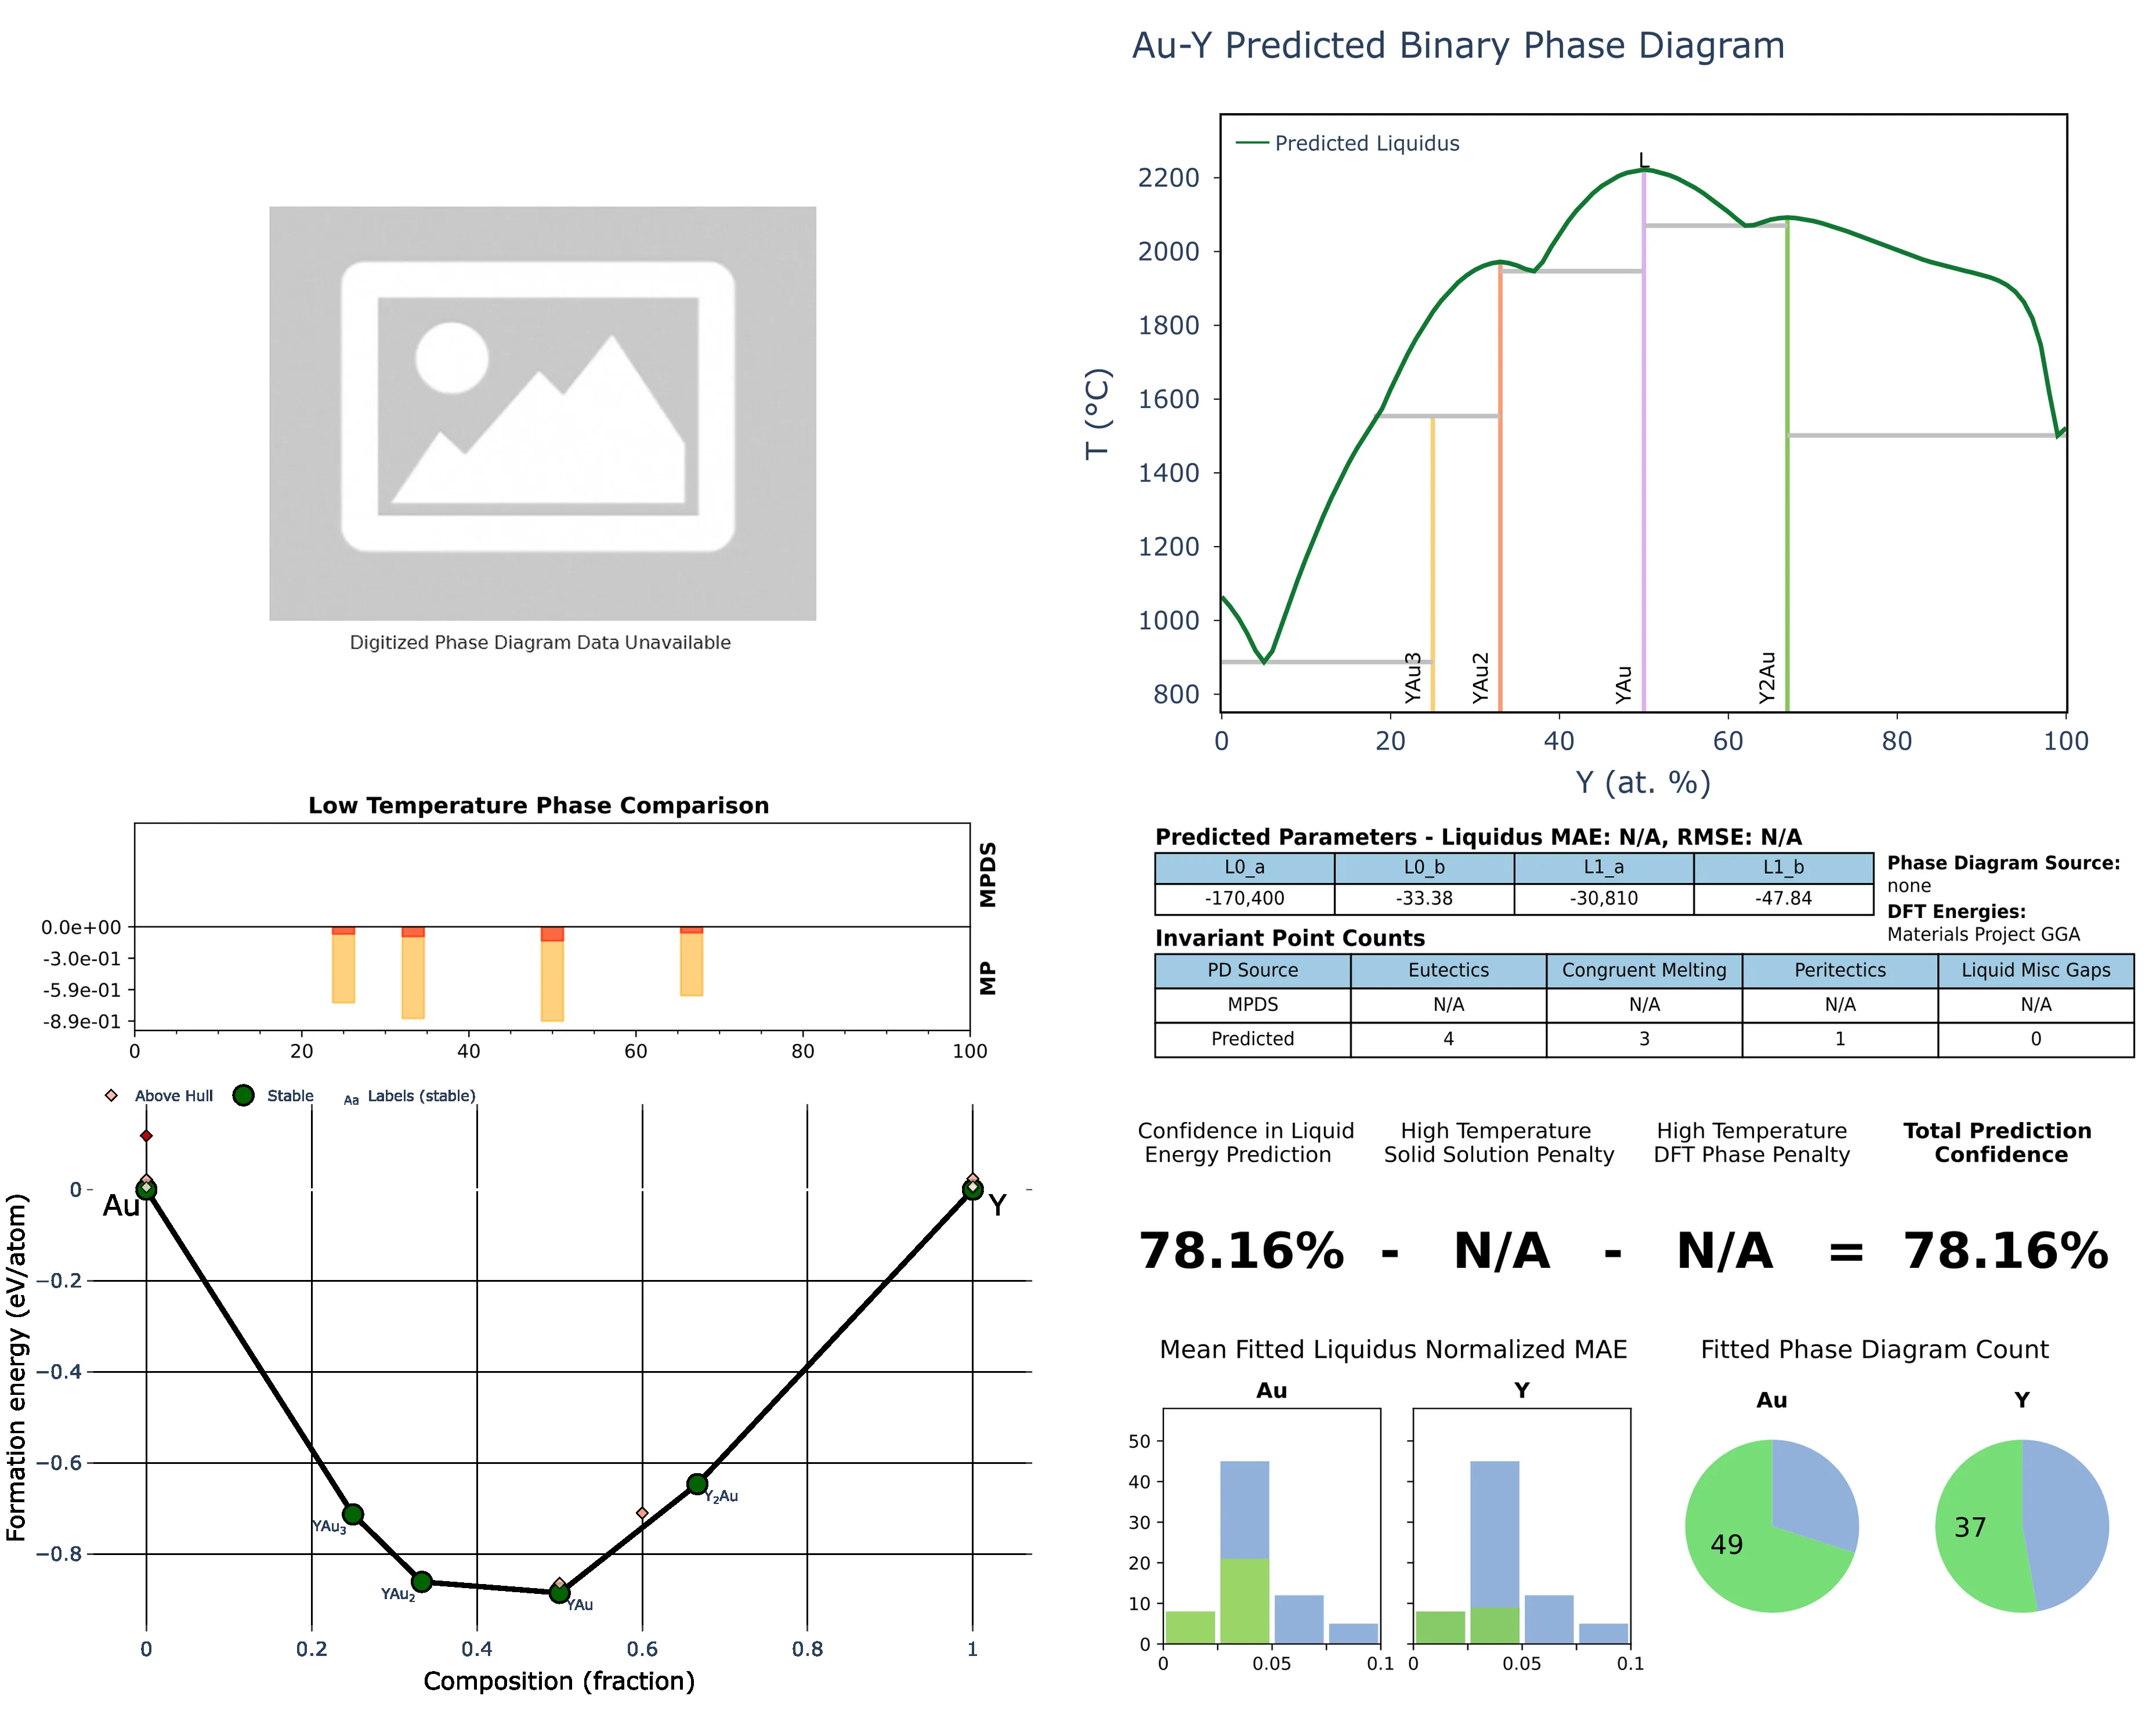 Au-Y Predicted Binary Phase Diagram
Predicted Liquidus
L
2200
2000
1800
1600
1400
1200
1000
800
T (°C)
YAu3
YAu2
YAu
Y2Au
0 20 40 60 80 100
Y (at. %)
Digitized Phase Diagram Data Unavailable
Low Temperature Phase Comparison
MPDS
MP
0.0e+00
-3.0e-01
-5.9e-01
-8.9e-01
0 20 40 60 80 100
Predicted Parameters - Liquidus MAE: N/A, RMSE: N/A
L0_a L0_b L1_a L1_b
-170,400 -33.38 -30,810 -47.84
Phase Diagram Source:
none
DFT Energies:
Materials Project GGA
Invariant Point Counts
PD Source Eutectics Congruent Melting Peritectics Liquid Misc Gaps
MPDS N/A N/A N/A N/A
Predicted 4 3 1 0
Above Hull Stable Aa Labels (stable)
Au
Y
0
−0.2
−0.4
−0.6
−0.8
Formation energy (eV/atom)
YAu3
YAu2
YAu
Y2Au
0 0.2 0.4 0.6 0.8 1
Composition (fraction)
Confidence in Liquid Energy Prediction
High Temperature Solid Solution Penalty
High Temperature DFT Phase Penalty
Total Prediction Confidence
78.16% - N/A - N/A = 78.16%
Mean Fitted Liquidus Normalized MAE
Au Y
50
40
30
20
10
0
0 0.05 0.1 0 0.05 0.1
Fitted Phase Diagram Count
Au Y
49 37